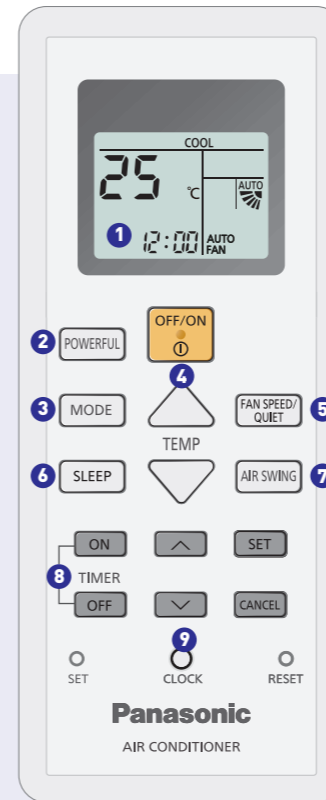 COOL
25 °C AUTO
1 12:00 AUTO
FAN
OFF/ON
2 POWERFUL
4
3 MODE
FAN SPEED/
QUIET 5
TEMP
6 SLEEP
AIR SWING 7
ON SET
8 TIMER
OFF CANCEL
9
SET CLOCK RESET
Panasonic
AIR CONDITIONER